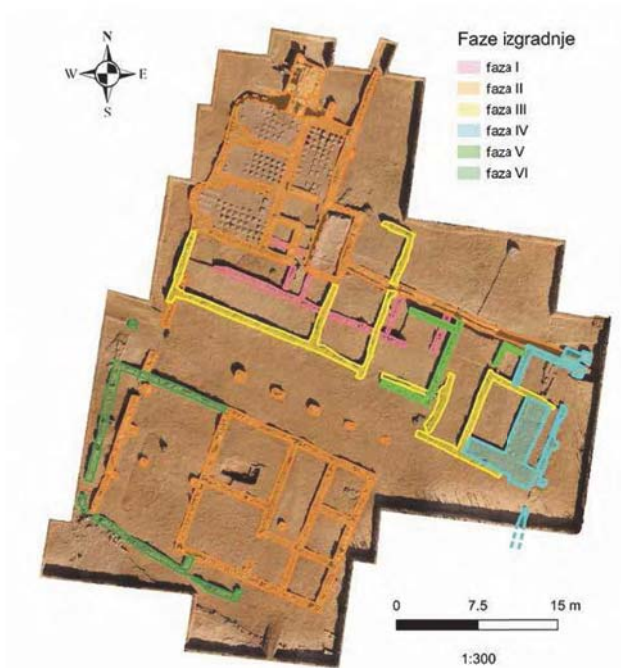 N
W E
S
Faze izgradnje
faza I
faza II
faza III
faza IV
faza V
faza VI
0 7.5 15 m
1:300